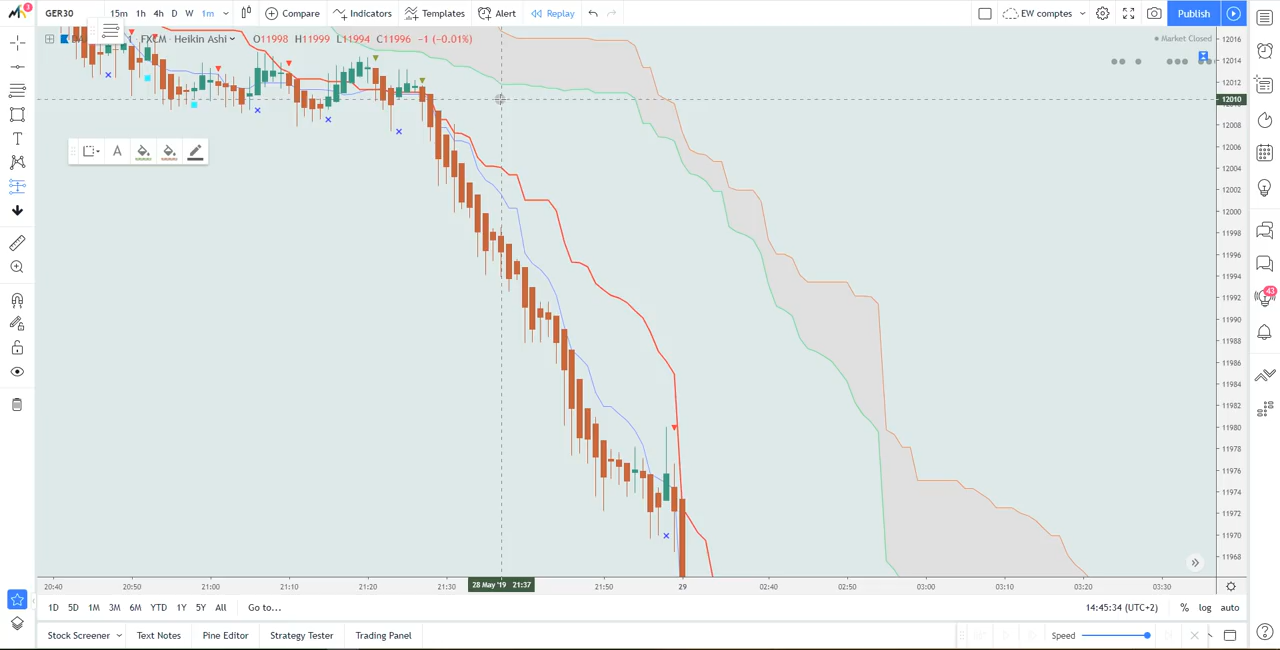 1
GER30
15m 1h 4h D W 1m
Compare
Indicators
Templates
Alert
Replay
EW comptes
Publish
1 · FXCM · Heikin Ashi
O11998 H11999 L11994 C11996 −1 (−0.01%)
Market Closed
12016
12014
12012
12010
12008
12006
12004
12002
12000
11998
11996
11994
11992
11990
11988
11986
11984
11982
11980
11978
11976
11974
11972
11970
11968
43
20:40 20:50 21:00 21:10 21:20 21:30 28 May '19 21:37 21:50 29 02:40 02:50 03:00 03:10 03:20 03:30
1D 5D 1M 3M 6M YTD 1Y 5Y All Go to...
14:45:34 (UTC+2) % log auto
Stock Screener Text Notes Pine Editor Strategy Tester Trading Panel
Speed